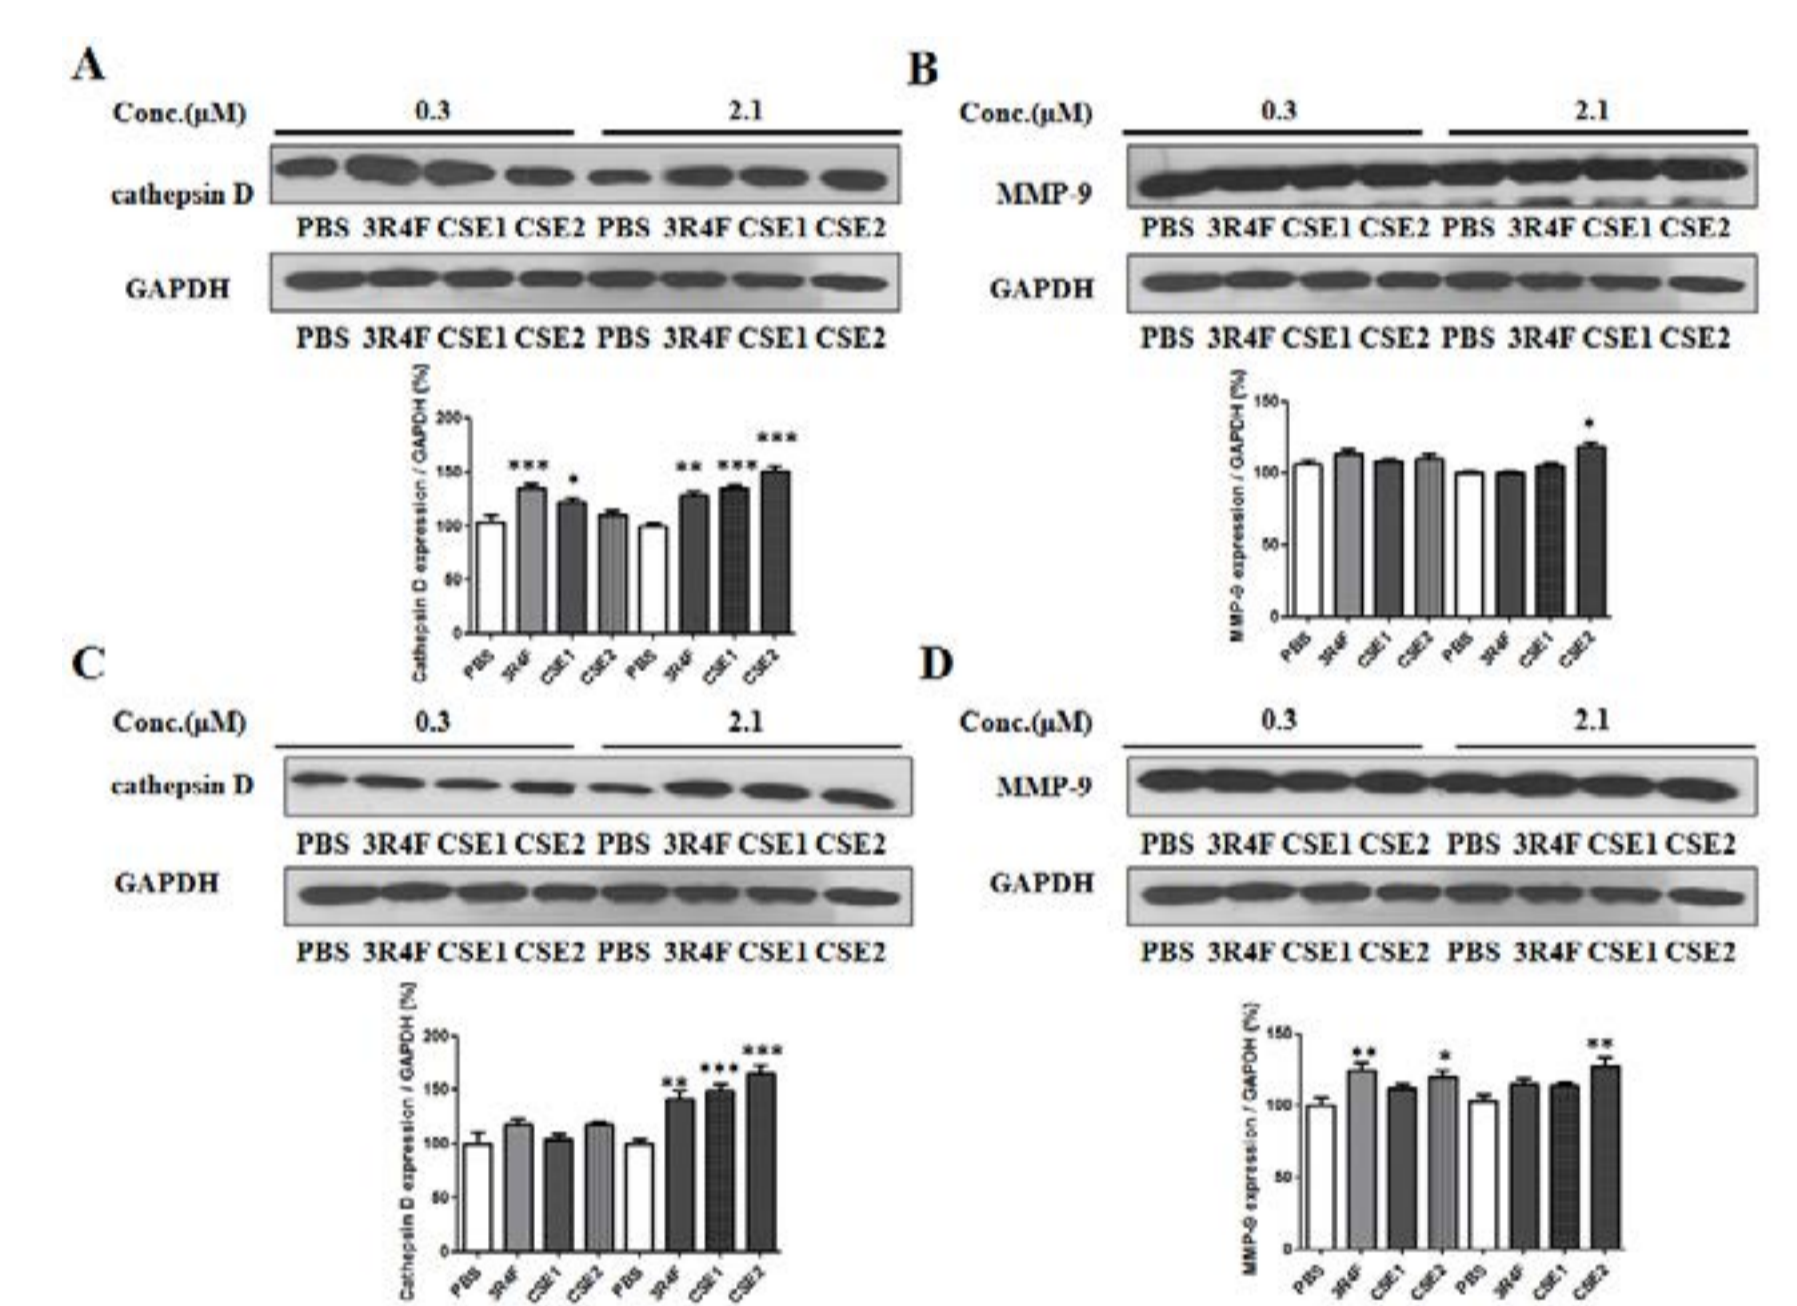 A
Conc.(μM) 0.3 2.1
cathepsin D
PBS 3R4F CSE1 CSE2 PBS 3R4F CSE1 CSE2
GAPDH
PBS 3R4F CSE1 CSE2 PBS 3R4F CSE1 CSE2
Cathepsin D expression / GAPDH (%)
200
150
100
50
0
*** * ** *** ***
PBS 3R4F CSE1 CSE2 PBS 3R4F CSE1 CSE2
B
Conc.(μM) 0.3 2.1
MMP-9
PBS 3R4F CSE1 CSE2 PBS 3R4F CSE1 CSE2
GAPDH
PBS 3R4F CSE1 CSE2 PBS 3R4F CSE1 CSE2
MMP-9 expression / GAPDH (%)
150
100
50
0
*
PBS 3R4F CSE1 CSE2 PBS 3R4F CSE1 CSE2
C
Conc.(μM) 0.3 2.1
cathepsin D
PBS 3R4F CSE1 CSE2 PBS 3R4F CSE1 CSE2
GAPDH
PBS 3R4F CSE1 CSE2 PBS 3R4F CSE1 CSE2
Cathepsin D expression / GAPDH (%)
200
150
100
50
0
** *** ***
PBS 3R4F CSE1 CSE2 PBS 3R4F CSE1 CSE2
D
Conc.(μM) 0.3 2.1
MMP-9
PBS 3R4F CSE1 CSE2 PBS 3R4F CSE1 CSE2
GAPDH
PBS 3R4F CSE1 CSE2 PBS 3R4F CSE1 CSE2
MMP-9 expression / GAPDH (%)
150
100
50
0
** * **
PBS 3R4F CSE1 CSE2 PBS 3R4F CSE1 CSE2